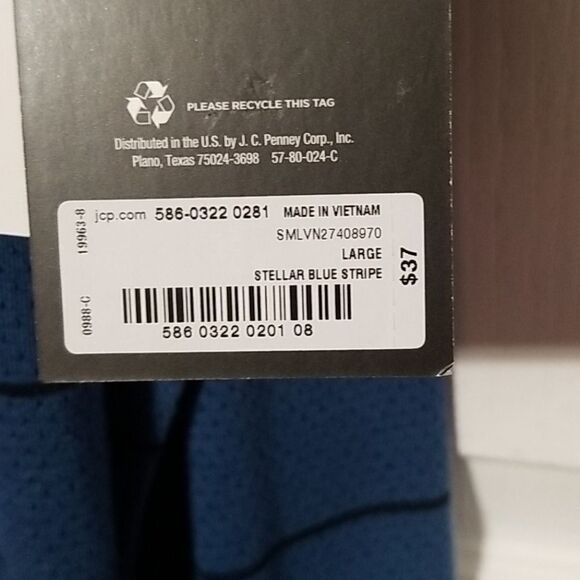 PLEASE RECYCLE THIS TAG
Distributed in the U.S. by J. C. Penney Corp., Inc.
Plano, Texas 75024-3698 57-80-024-C
jcp.com 586-0322 0281 MADE IN VIETNAM
SMLVN27408970
LARGE
STELLAR BLUE STRIPE
$37
0988-C 19963-8
586 0322 0201 08